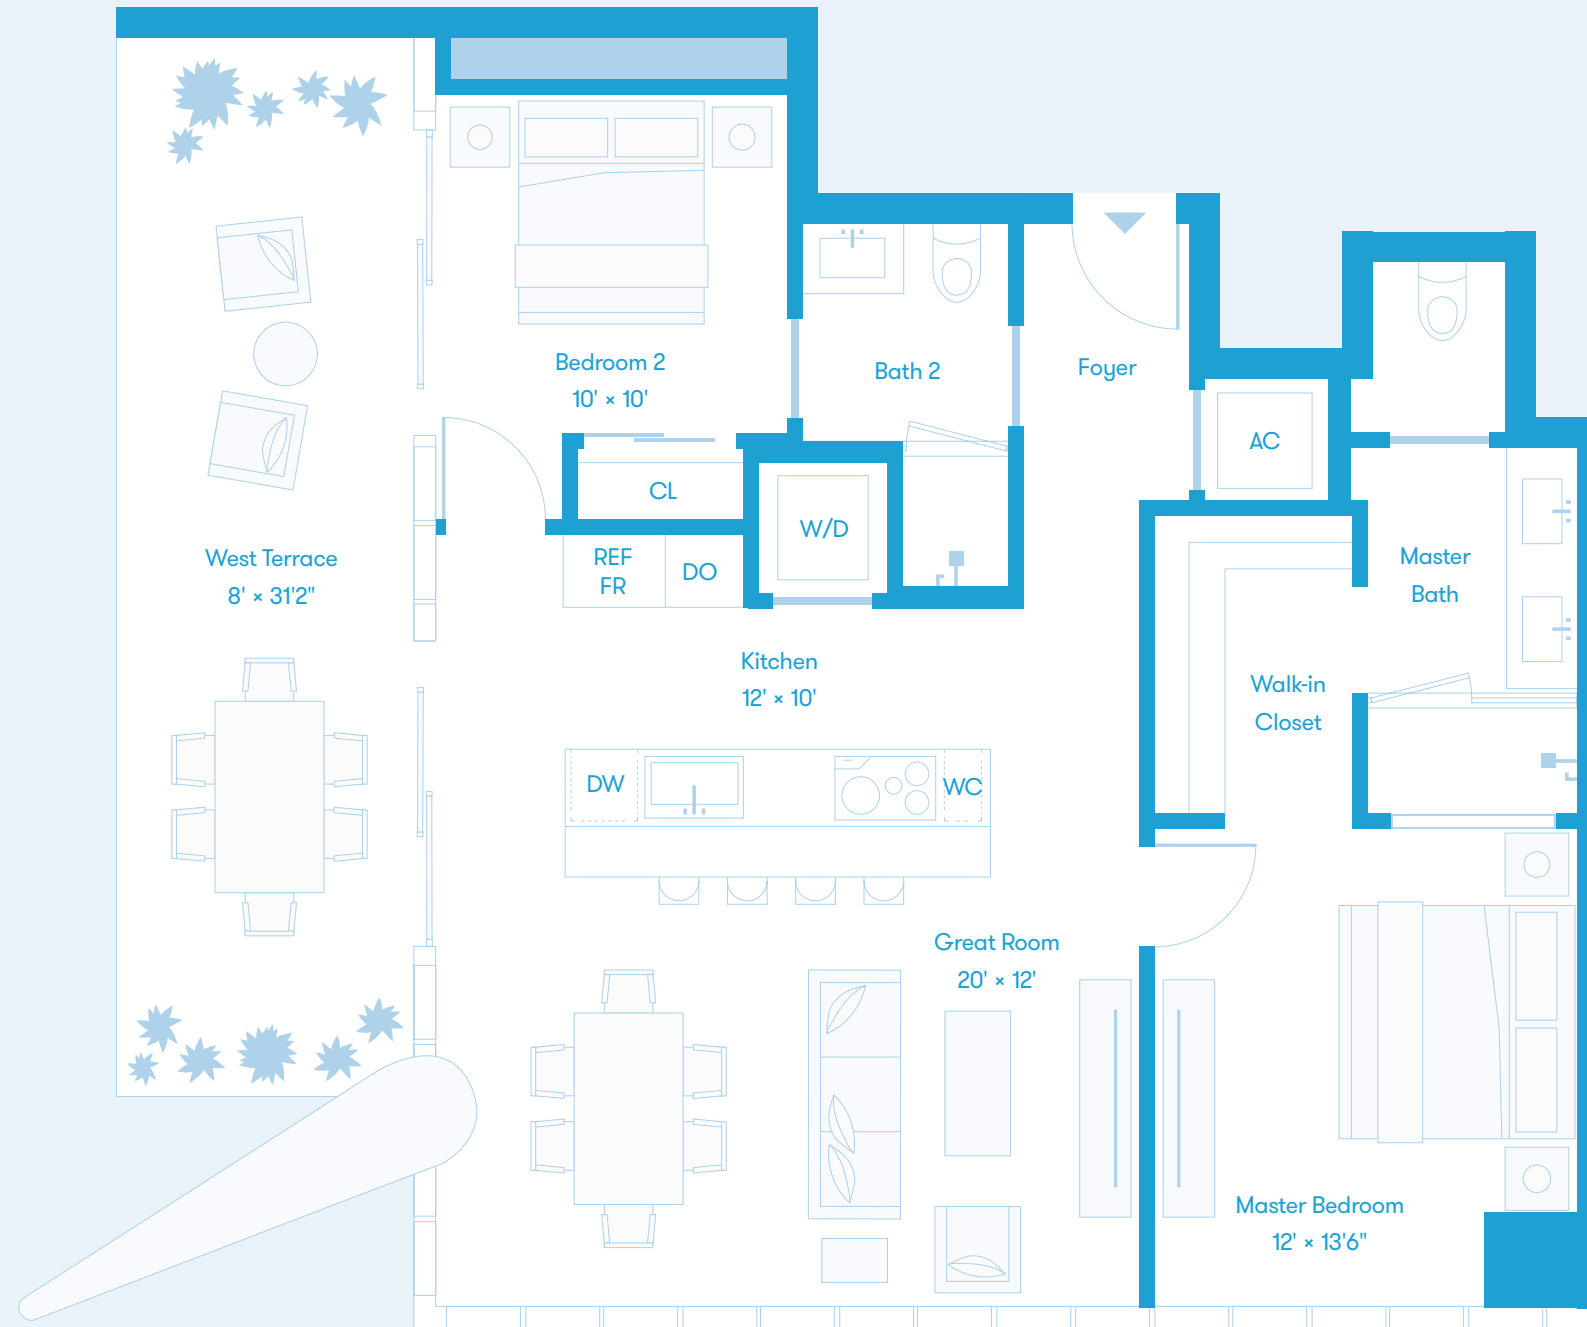 Bedroom 2
10' × 10'
Bath 2
Foyer
AC
CL
W/D
REF
FR
DO
West Terrace
8' × 31'2"
Master
Bath
Kitchen
12' × 10'
Walk-in
Closet
DW
WC
Great Room
20' × 12'
Master Bedroom
12' × 13'6"